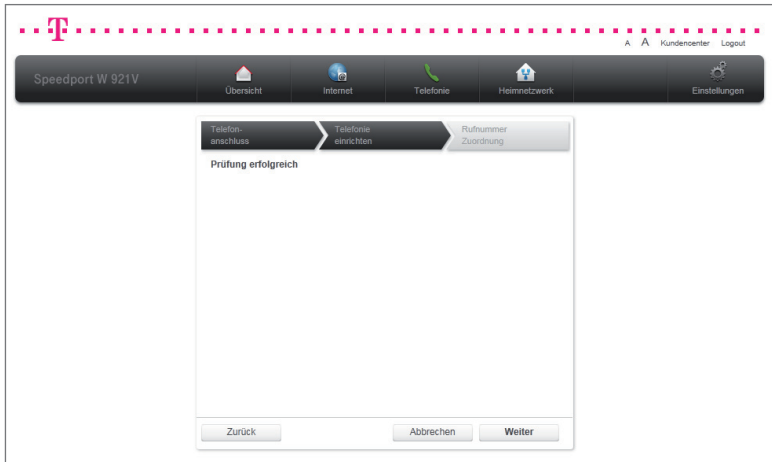 T
A A Kundencenter Logout
Speedport W 921V
Übersicht Internet Telefonie Heimnetzwerk Einstellungen
Telefon-
anschluss
Telefonie
einrichten
Rufnummer
Zuordnung
Prüfung erfolgreich
Zurück Abbrechen Weiter